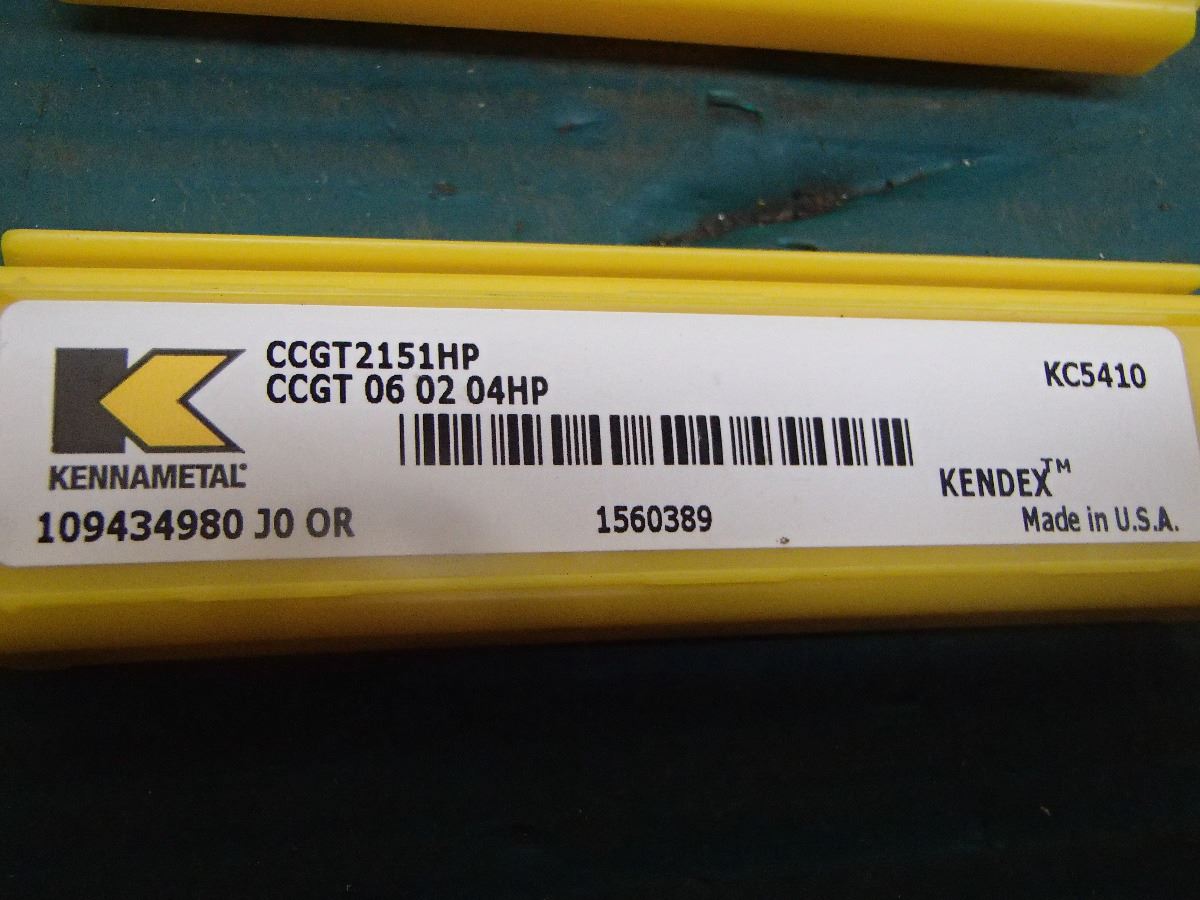 CCGT2151HP
CCGT 06 02 04HP
KC5410
KENNAMETAL
KENDEX™
109434980 J0 OR
1560389
Made in U.S.A.